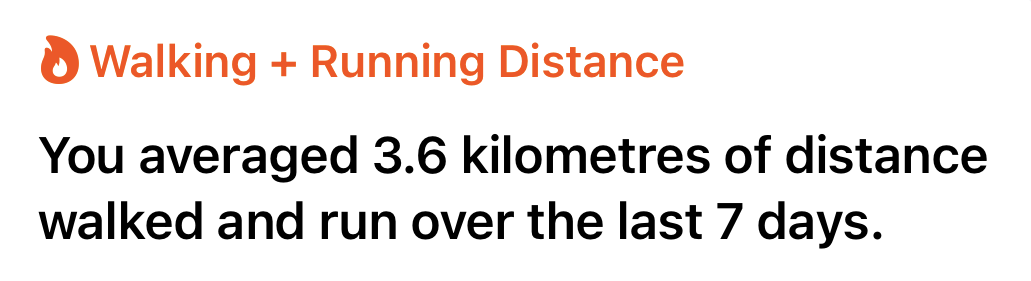 Walking + Running Distance
You averaged 3.6 kilometres of distance
walked and run over the last 7 days.